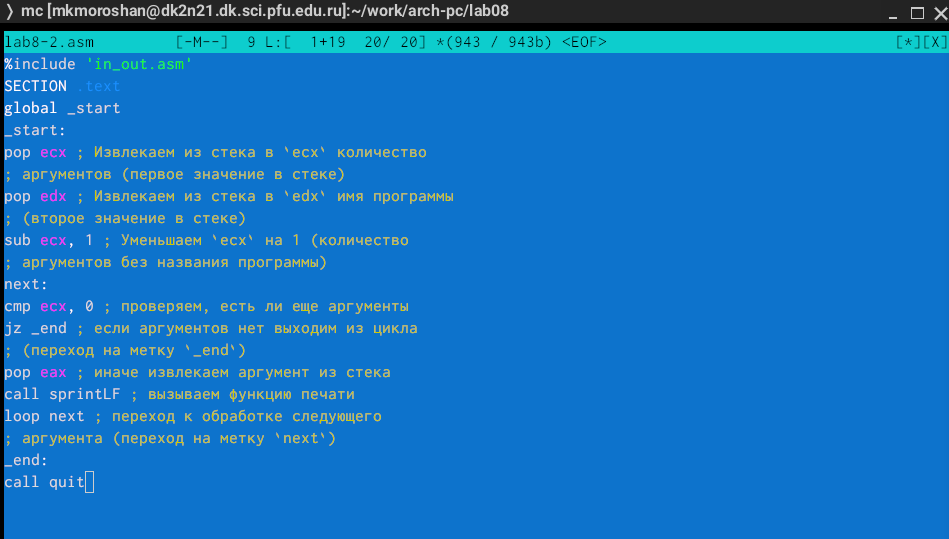 ❭ mc [mkmoroshan@dk2n21.dk.sci.pfu.edu.ru]:~/work/arch-pc/lab08
lab8-2.asm [-M--] 9 L:[ 1+19 20/ 20] *(943 / 943b) <EOF> [*][X]
%include 'in_out.asm'
SECTION .text
global _start
_start:
pop ecx ; Извлекаем из стека в `ecx` количество
; аргументов (первое значение в стеке)
pop edx ; Извлекаем из стека в `edx` имя программы
; (второе значение в стеке)
sub ecx, 1 ; Уменьшаем `ecx` на 1 (количество
; аргументов без названия программы)
next:
cmp ecx, 0 ; проверяем, есть ли еще аргументы
jz _end ; если аргументов нет выходим из цикла
; (переход на метку `_end`)
pop eax ; иначе извлекаем аргумент из стека
call sprintLF ; вызываем функцию печати
loop next ; переход к обработке следующего
; аргумента (переход на метку `next`)
_end:
call quit